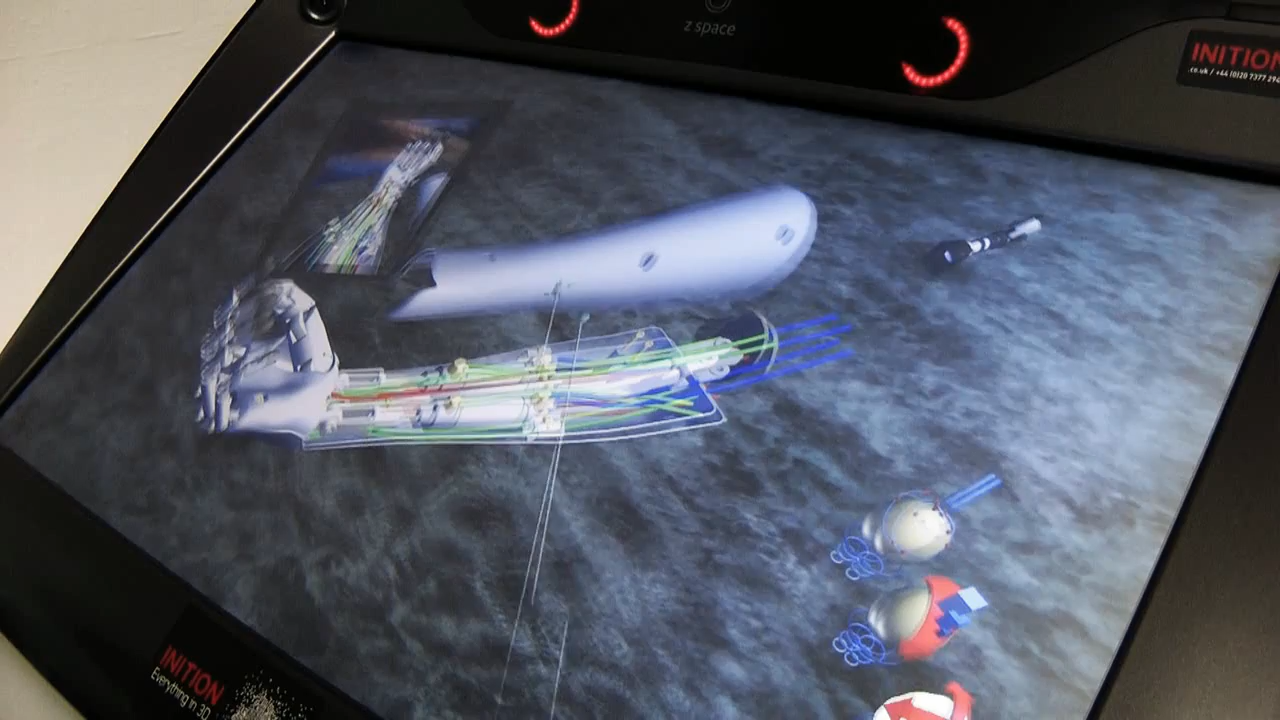 z space
INITION
.co.uk / +44 (0)20 7377 29
INITION
Everything in 3D